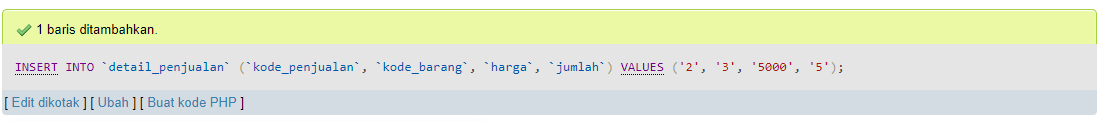 1 baris ditambahkan.
INSERT INTO `detail_penjualan` (`kode_penjualan`, `kode_barang`, `harga`, `jumlah`) VALUES ('2', '3', '5000', '5');
[ Edit dikotak ] [ Ubah ] [ Buat kode PHP ]